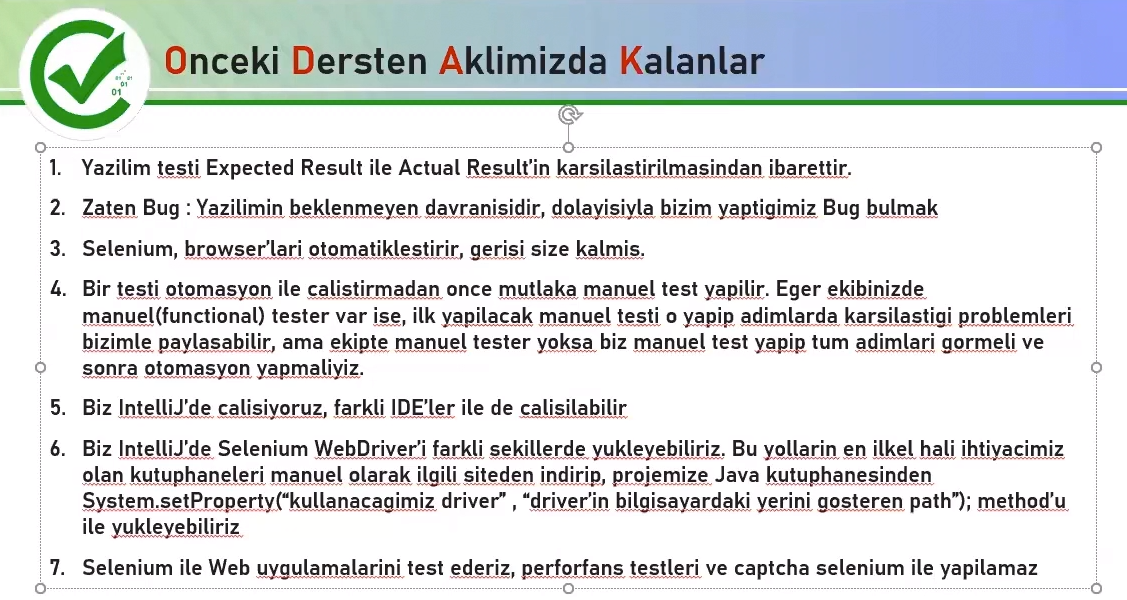 Onceki Dersten Aklimizda Kalanlar
01 01
01
01
1. Yazilim testi Expected Result ile Actual Result’in karsilastirilmasindan ibarettir.
2. Zaten Bug : Yazilimin beklenmeyen davranisidir, dolayisiyla bizim yaptigimiz Bug bulmak
3. Selenium, browser’lari otomatiklestirir, gerisi size kalmis.
4. Bir testi otomasyon ile calistirmadan once mutlaka manuel test yapilir. Eger ekibinizde
manuel(functional) tester var ise, ilk yapilacak manuel testi o yapip adimlarda karsilastigi problemleri
bizimle paylasabilir, ama ekipte manuel tester yoksa biz manuel test yapip tum adimlari gormeli ve
sonra otomasyon yapmaliyiz.
5. Biz IntelliJ’de calisiyoruz, farkli IDE’ler ile de calisilabilir
6. Biz IntelliJ’de Selenium WebDriver’i farkli sekillerde yukleyebiliriz. Bu yollarin en ilkel hali ihtiyacimiz
olan kutuphaneleri manuel olarak ilgili siteden indirip, projemize Java kutuphanesinden
System.setProperty(“kullanacagimiz driver” , “driver’in bilgisayardaki yerini gosteren path”); method’u
ile yukleyebiliriz
7. Selenium ile Web uygulamalarini test ederiz, perforfans testleri ve captcha selenium ile yapilamaz